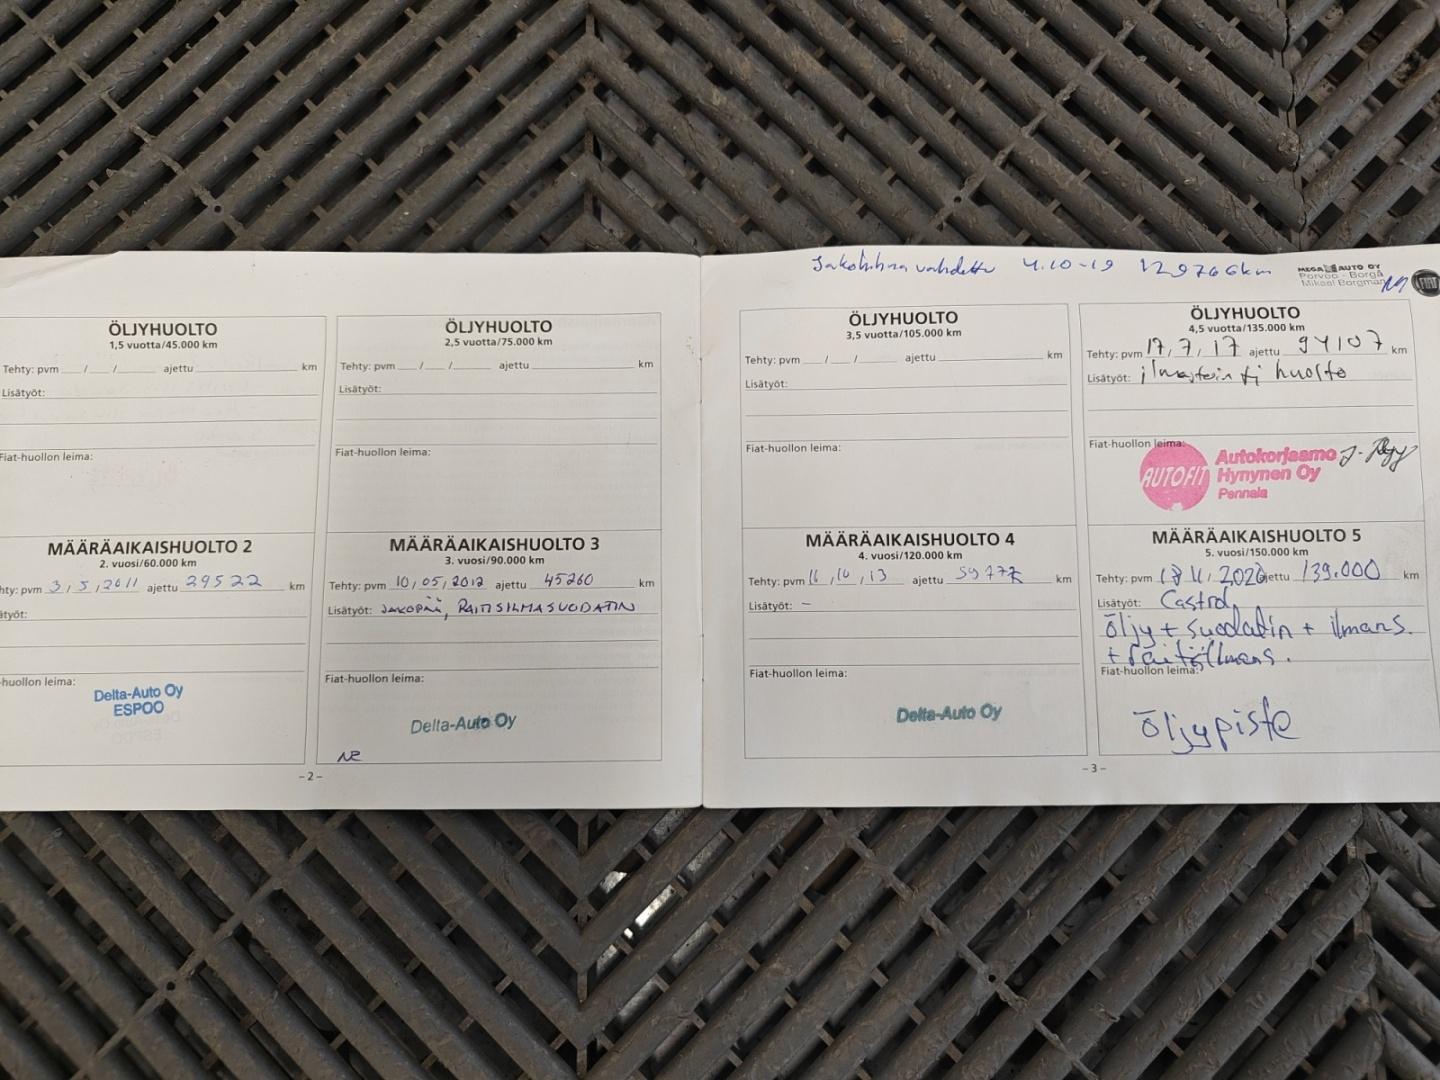 Jakohihna vaihdettu 4.10-19 129766km
MEGA AUTO OY
Porvoo - Borgå
Mikael Borgman
FIAT
ÖLJYHUOLTO
1,5 vuotta/45.000 km
Tehty: pvm / / ajettu km
Lisätyöt:
Fiat-huollon leima:
ÖLJYHUOLTO
2,5 vuotta/75.000 km
Tehty: pvm / / ajettu km
Lisätyöt:
Fiat-huollon leima:
MÄÄRÄAIKAISHUOLTO 2
2. vuosi/60.000 km
hty: pvm 3,5,2011 ajettu 29522 km
ätyöt:
-huollon leima:
Delta-Auto Oy
ESPOO
MÄÄRÄAIKAISHUOLTO 3
3. vuosi/90.000 km
Tehty: pvm 10,05,2012 ajettu 45260 km
Lisätyöt: JAKOPÄÄ, RAITISILMASUODATIN
Fiat-huollon leima:
Delta-Auto Oy
- 2 -
ÖLJYHUOLTO
3,5 vuotta/105.000 km
Tehty: pvm / / ajettu km
Lisätyöt:
Fiat-huollon leima:
ÖLJYHUOLTO
4,5 vuotta/135.000 km
Tehty: pvm 17,7,17 ajettu 94107 km
Lisätyöt: ilmastointi huolto
Fiat-huollon leima:
AUTOFIT
Autokorjaamo
Hynynen Oy
Pennala
MÄÄRÄAIKAISHUOLTO 4
4. vuosi/120.000 km
Tehty: pvm 16,10,13 ajettu km
Lisätyöt: -
Fiat-huollon leima:
Delta-Auto Oy
MÄÄRÄAIKAISHUOLTO 5
5. vuosi/150.000 km
Tehty: pvm 2020 ajettu 139.000 km
Lisätyöt: Castrol
öljy + suodatin + ilmans.
+ raitisilmans.
Fiat-huollon leima:
Öljypiste
- 3 -